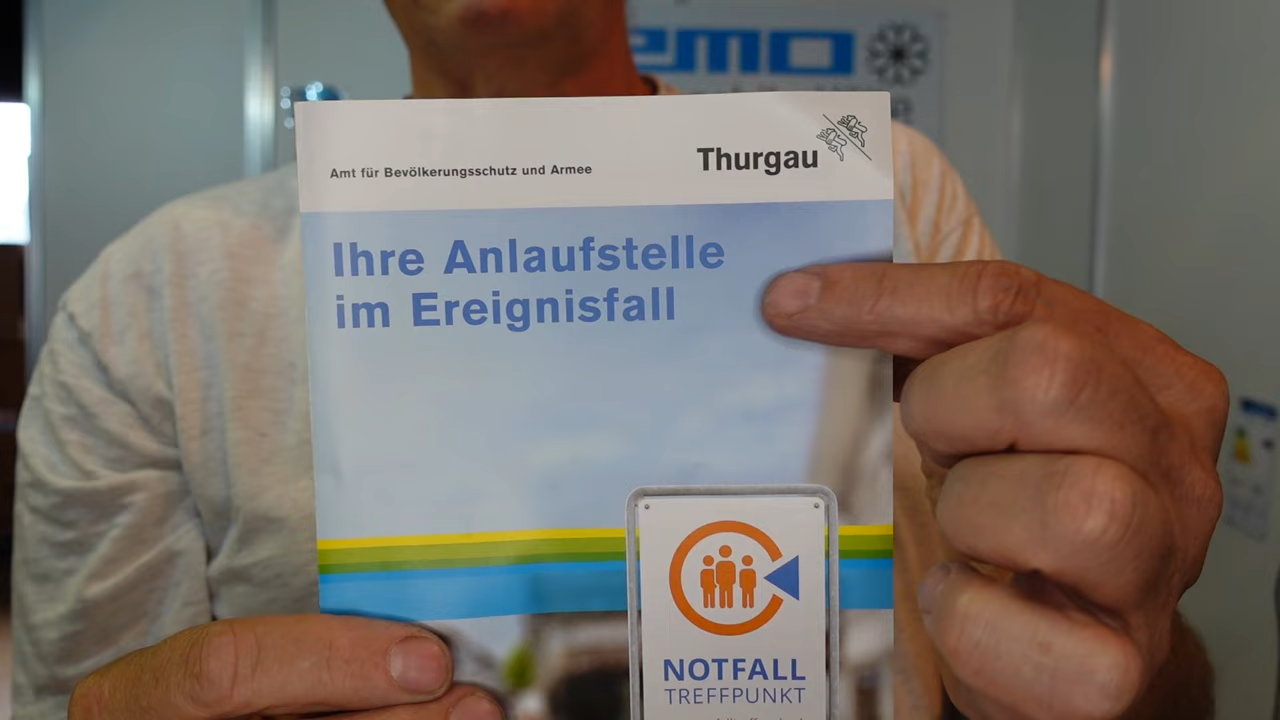 Amt für Bevölkerungsschutz und Armee
Thurgau
Ihre Anlaufstelle
im Ereignisfall
NOTFALL
TREFFPUNKT